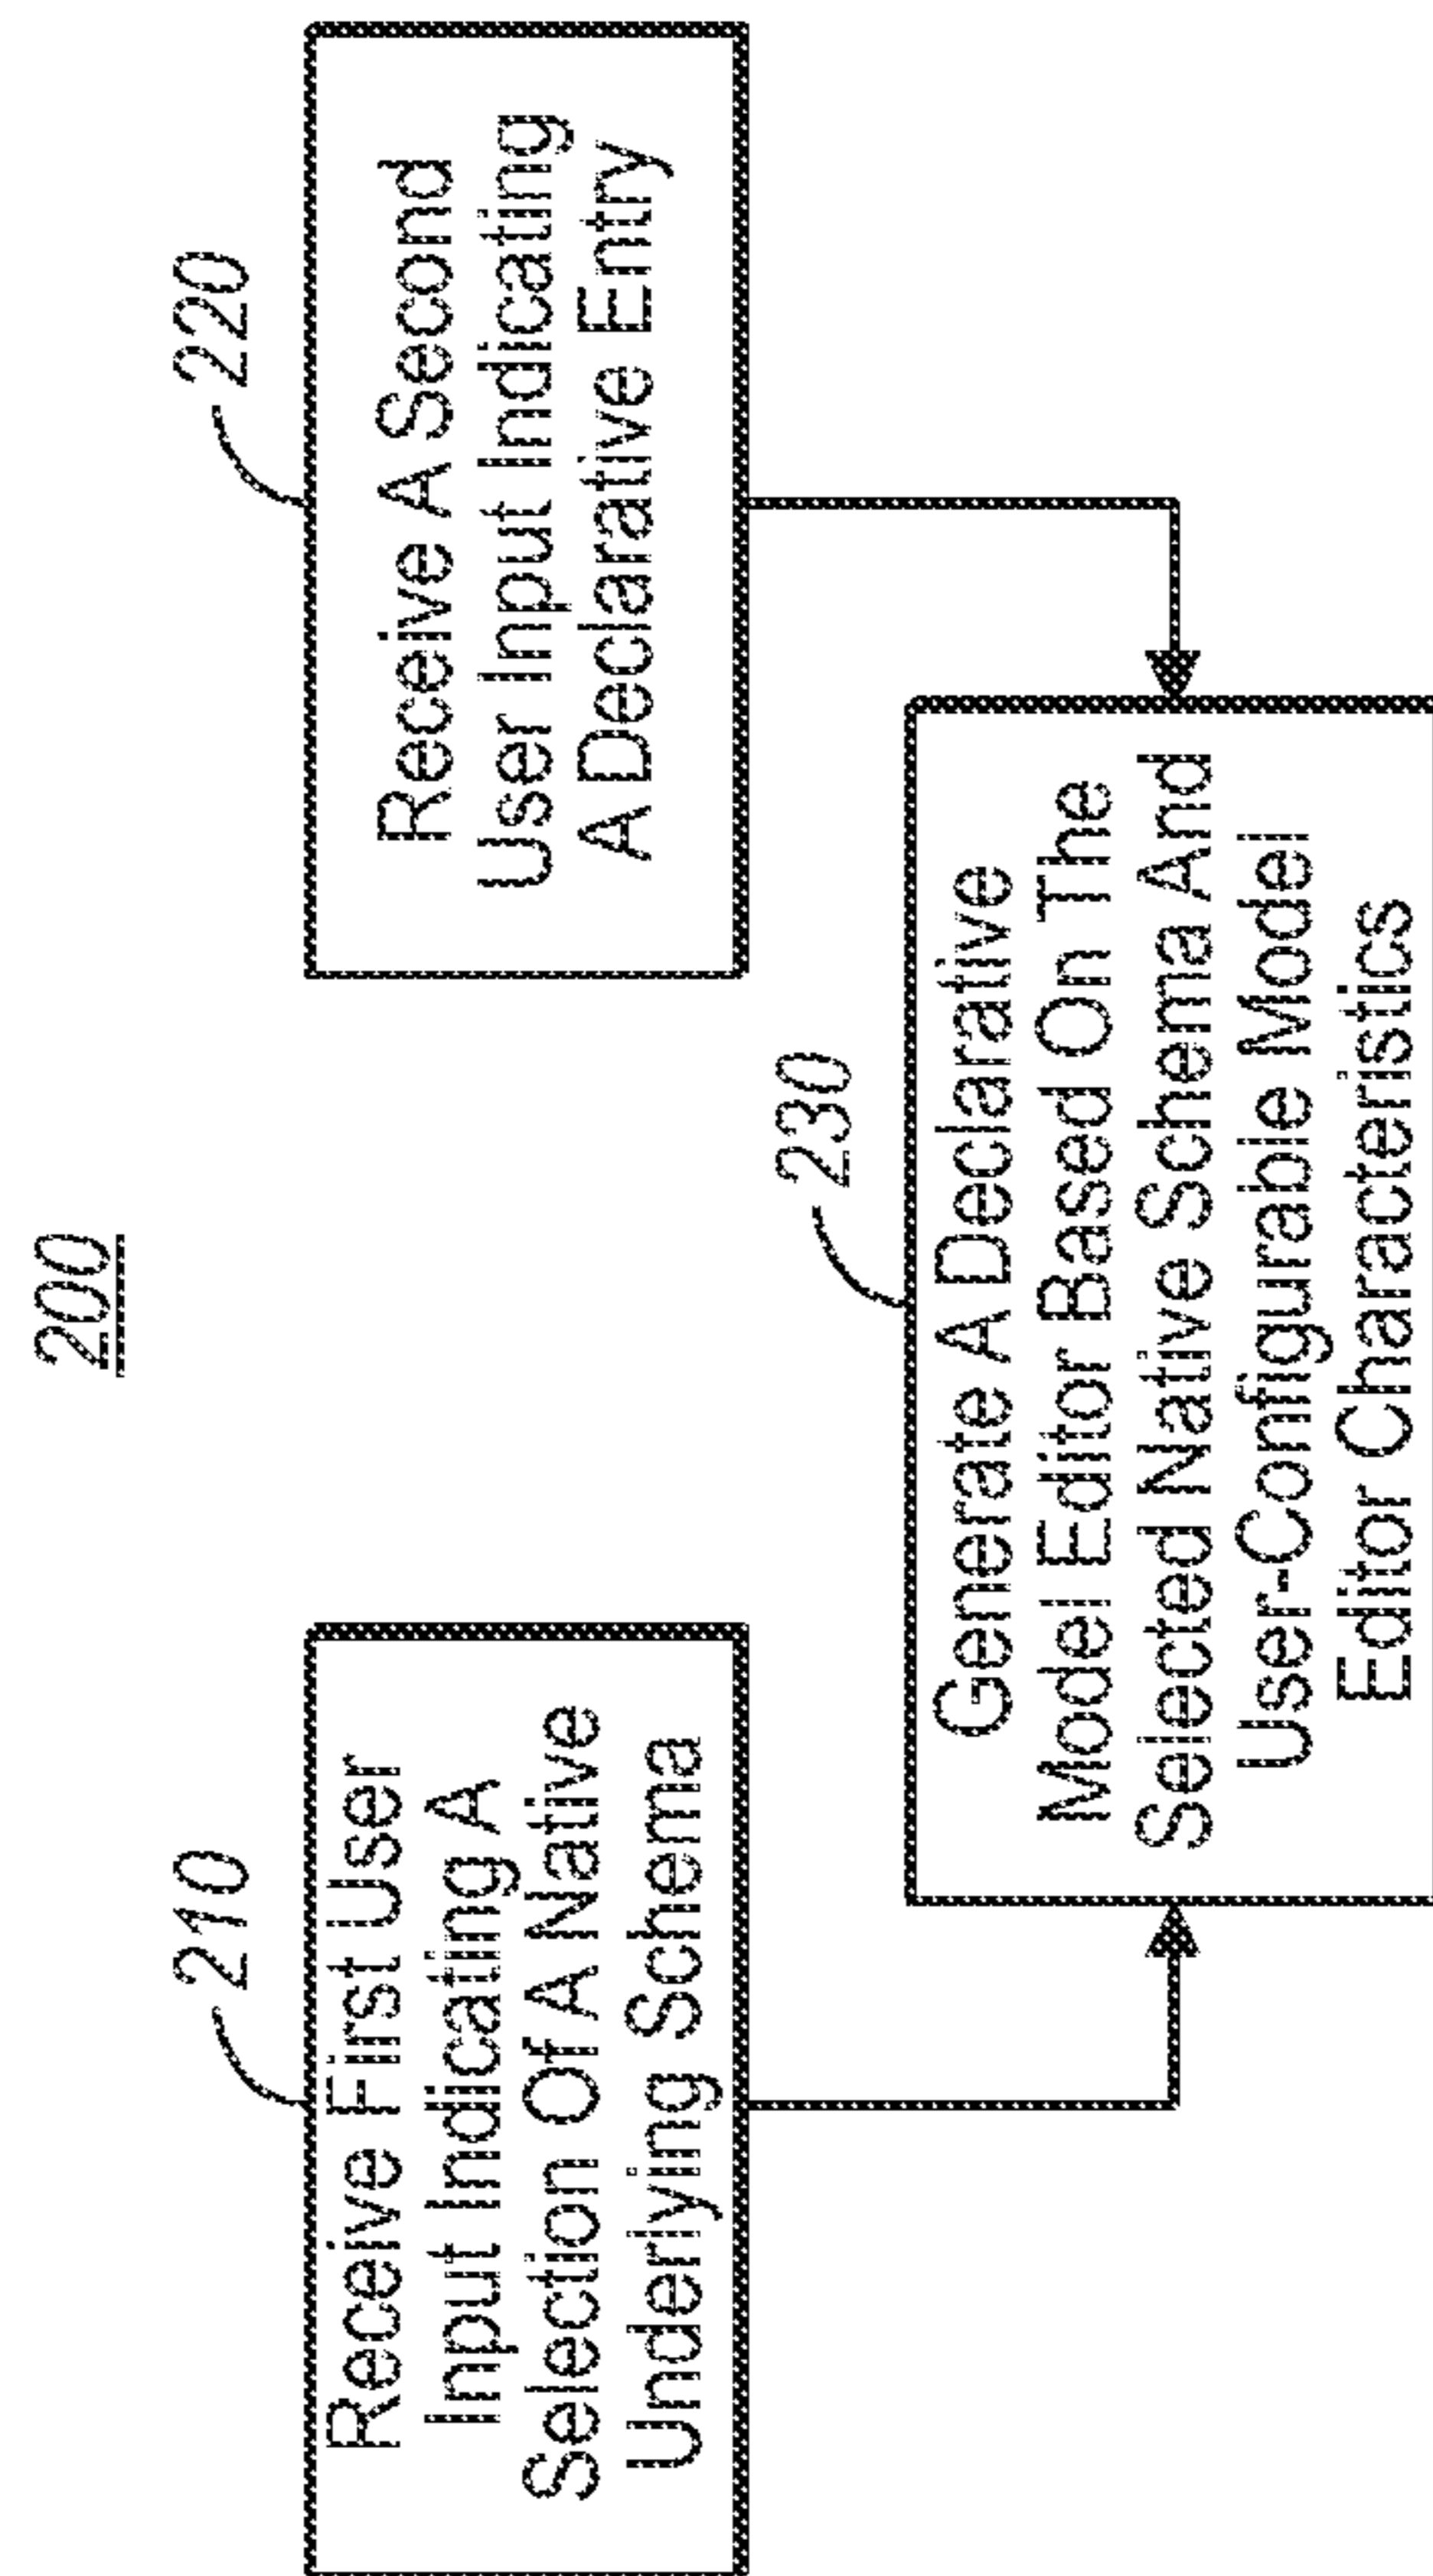 200
210
Receive First User
Input Indicating A
Selection Of A Native
Underlying Schema
220
Receive A Second
User Input Indicating
A Declarative Entry
230
Generate A Declarative
Model Editor Based On The
Selected Native Schema And
User-Configurable Model
Editor Characteristics